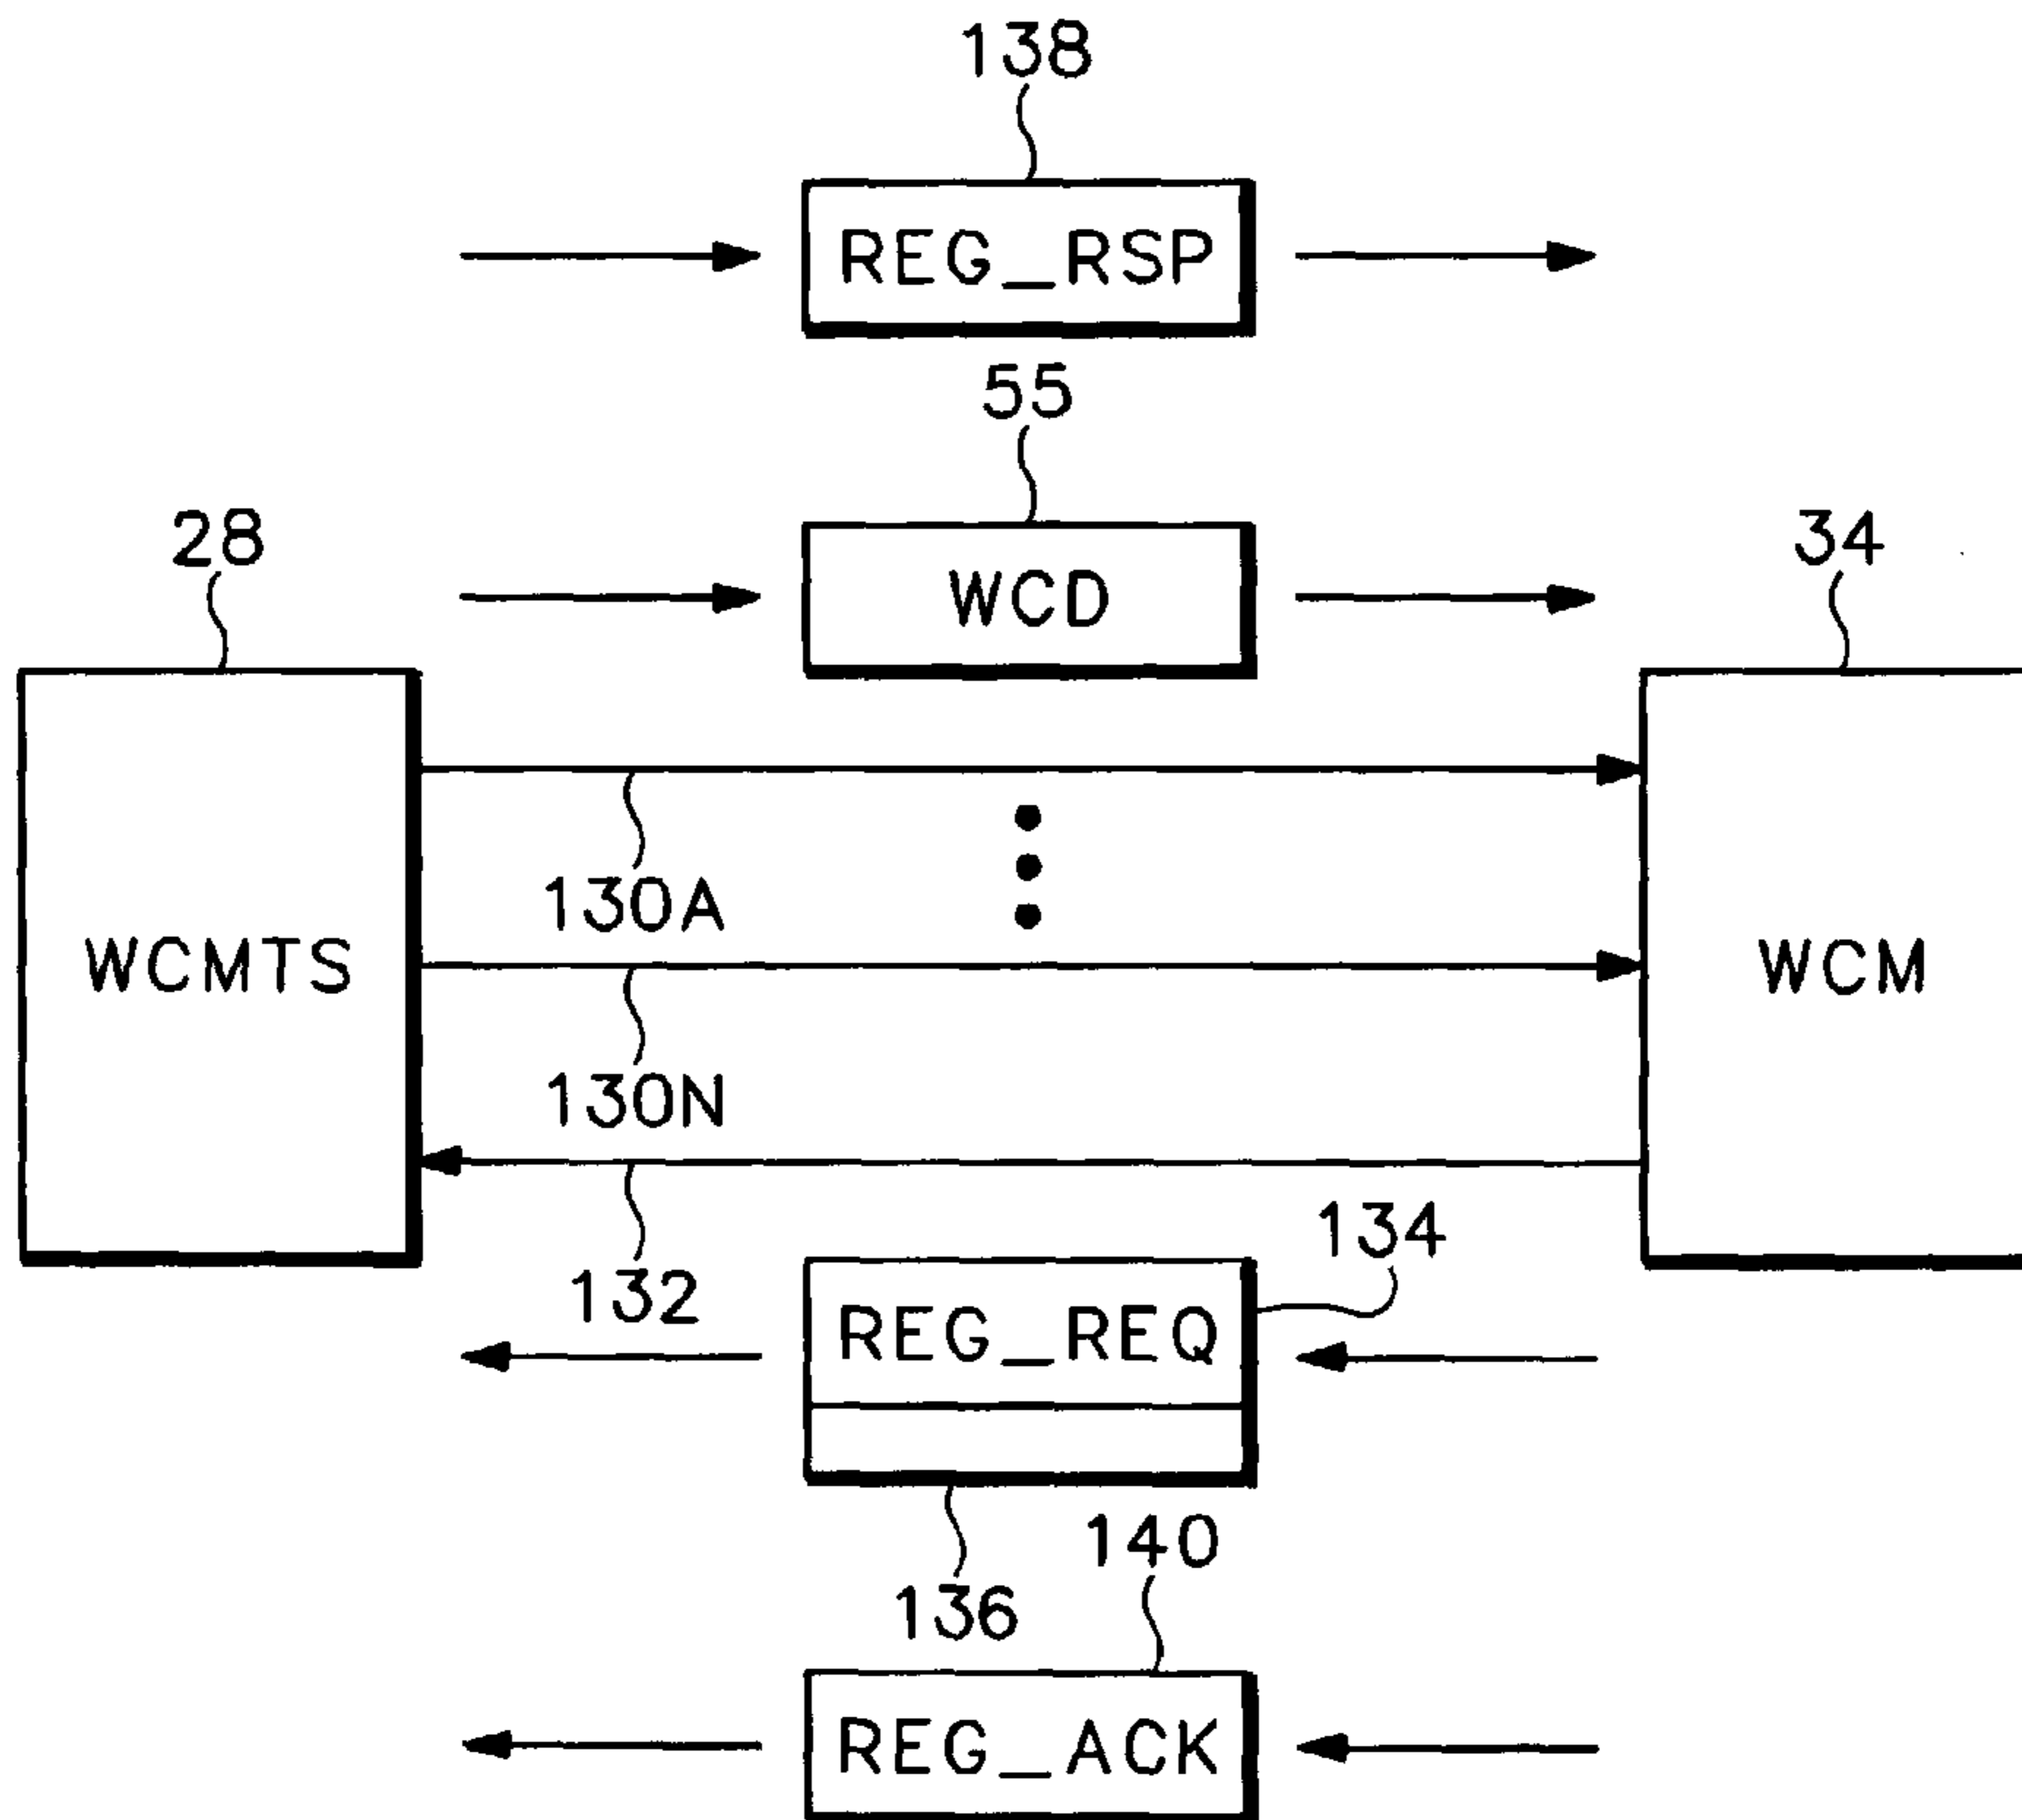 138
REG_RSP
55
28
WCD
34
130A
WCMTS
WCM
130N
132
134
REG_REQ
136
140
REG_ACK